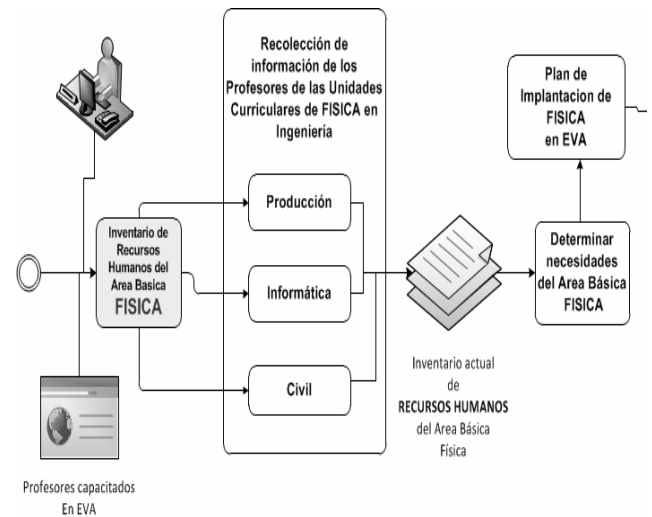 Recolección de
información de los
Profesores de las Unidades
Curriculares de FISICA en
Ingeniería
Plan de
Implantacion de
FISICA
en EVA
Inventario de
Recursos
Humanos del
Area Basica
FISICA
Producción
Informática
Civil
Determinar
necesidades
del Area Básica
FISICA
Inventario actual
de
RECURSOS HUMANOS
del Area Básica
Física
Profesores capacitados
En EVA